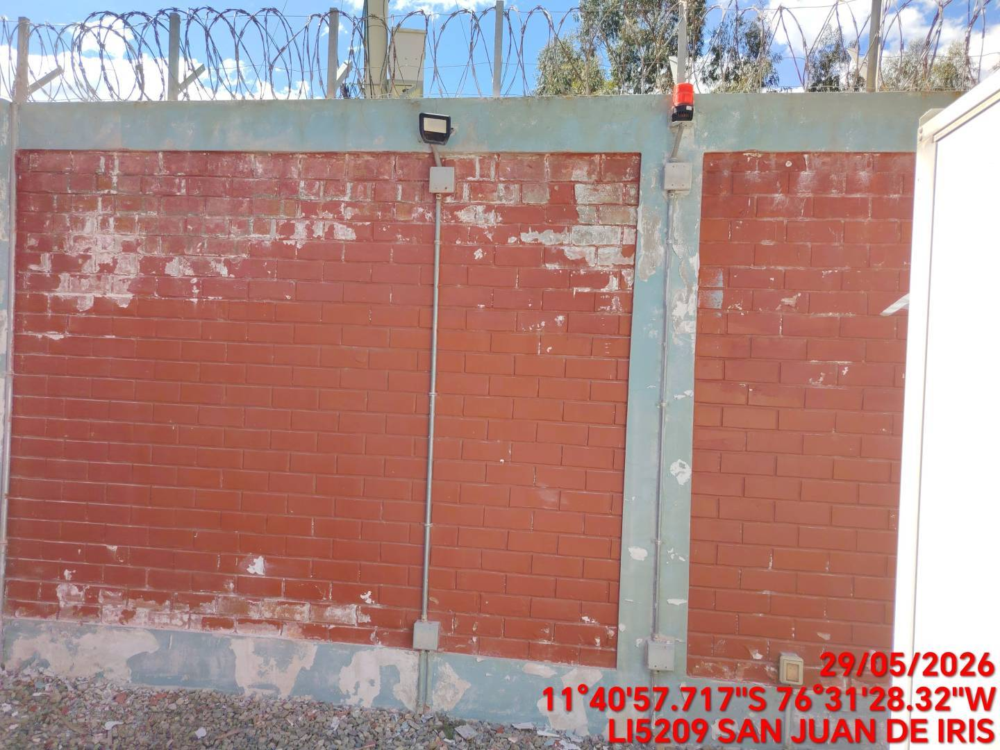 29/05/2026
11°40'57.717"S 76°31'28.32"W
LI5209 SAN JUAN DE IRIS